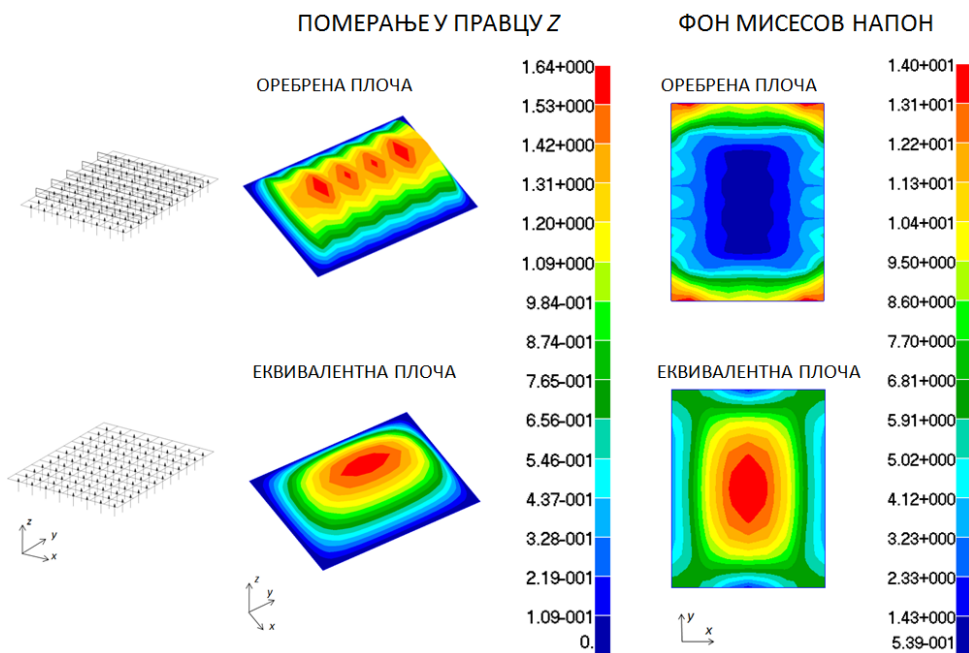 ПОМЕРАЊЕ У ПРАВЦУ Z
ФОН МИСЕСОВ НАПОН
ОРЕБРЕНА ПЛОЧА
ОРЕБРЕНА ПЛОЧА
1.64+000
1.53+000
1.42+000
1.31+000
1.20+000
1.09+000
9.84-001
8.74-001
7.65-001
6.56-001
5.46-001
4.37-001
3.28-001
2.19-001
1.09-001
0.
1.40+001
1.31+001
1.22+001
1.13+001
1.04+001
9.50+000
8.60+000
7.70+000
6.81+000
5.91+000
5.02+000
4.12+000
3.23+000
2.33+000
1.43+000
5.39-001
ЕКВИВАЛЕНТНА ПЛОЧА
ЕКВИВАЛЕНТНА ПЛОЧА
z
y
x
z
y
x
y
x